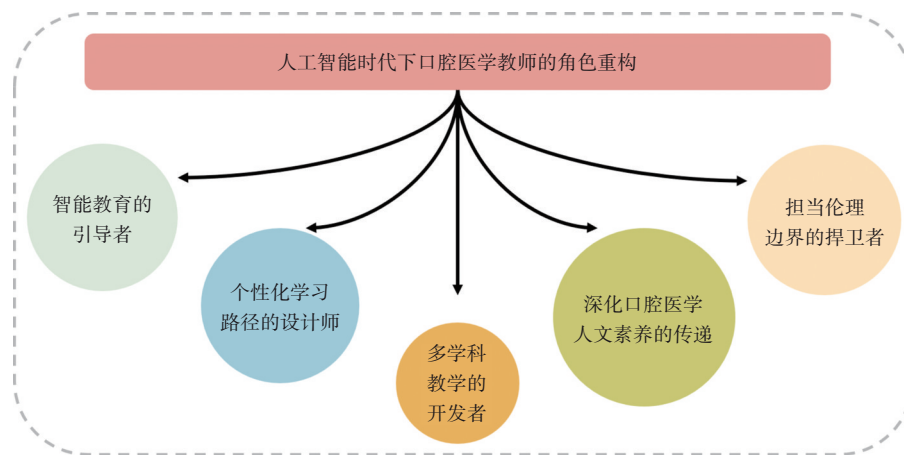 人工智能时代下口腔医学教师的角色重构
智能教育的
引导者
个性化学习
路径的设计师
多学科
教学的
开发者
深化口腔医学
人文素养的传递
担当伦理
边界的捍卫者